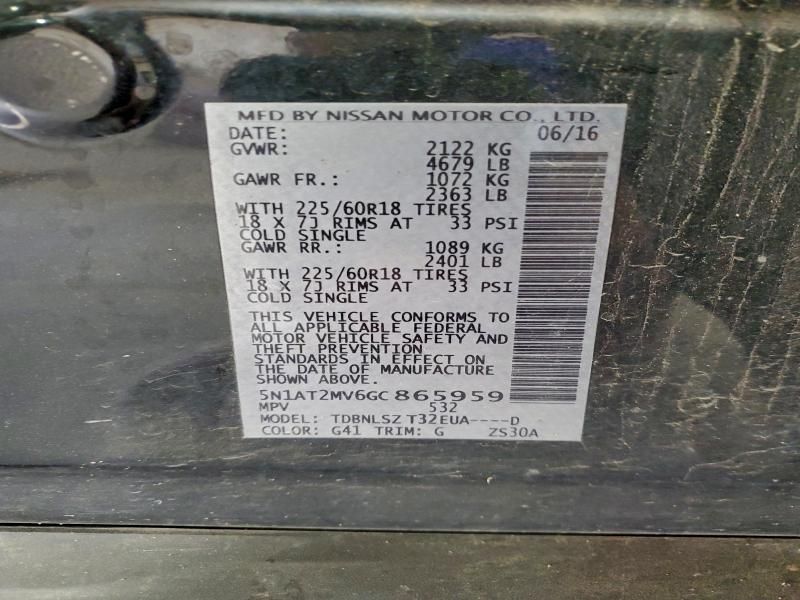 MFD BY NISSAN MOTOR CO., LTD.
DATE: 06/16
GVWR: 2122 KG
4679 LB
GAWR FR.: 1072 KG
2363 LB
WITH 225/60R18 TIRES
18 X 7J RIMS AT 33 PSI
COLD SINGLE
GAWR RR.: 1089 KG
2401 LB
WITH 225/60R18 TIRES
18 X 7J RIMS AT 33 PSI
COLD SINGLE
THIS VEHICLE CONFORMS TO
ALL APPLICABLE FEDERAL
MOTOR VEHICLE SAFETY AND
THEFT PREVENTION
STANDARDS IN EFFECT ON
THE DATE OF MANUFACTURE
SHOWN ABOVE.
5N1AT2MV6GC865959
MPV 532
MODEL: TDBNLSZ T32EUA----D
COLOR: G41 TRIM: G ZS30A